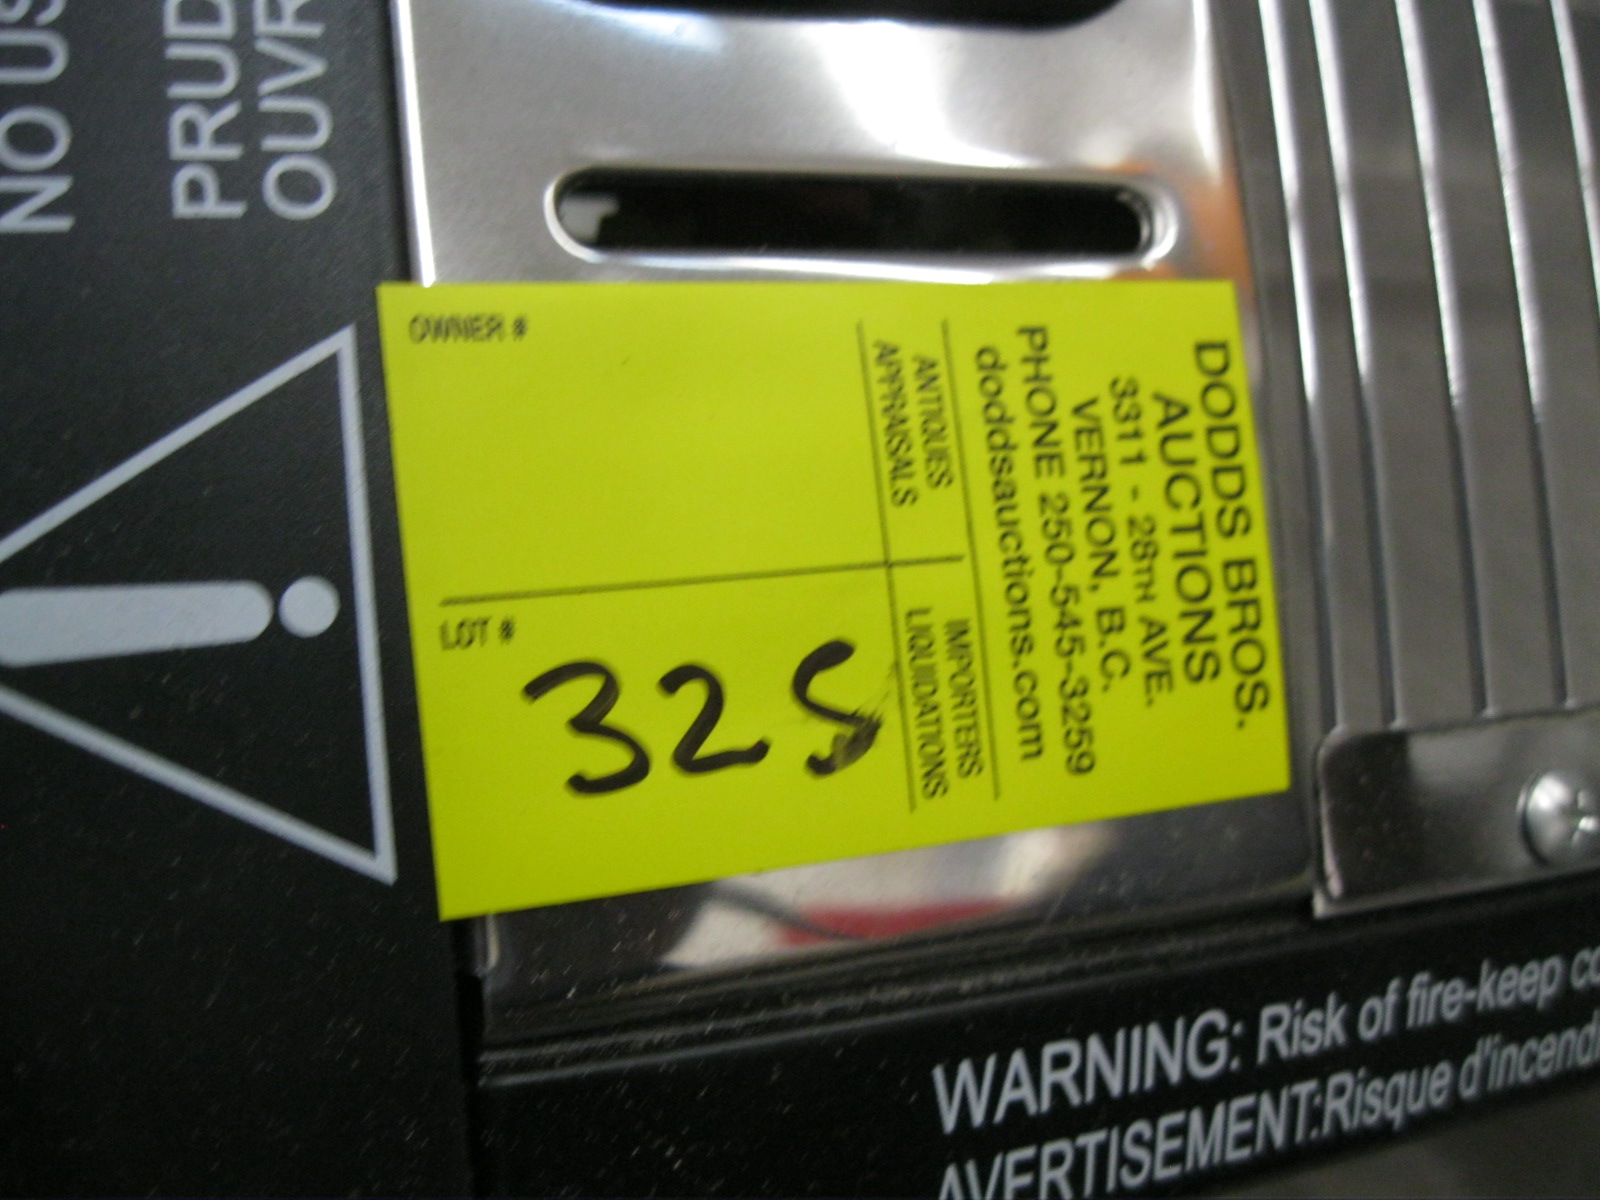 NO US
PRUD
OUVR
OWNER #
LOT #
325
DODDS BROS.
AUCTIONS
3311 - 28TH AVE.
VERNON, B.C.
PHONE 250-545-3259
doddsauctions.com
ANTIQUES
APPRAISALS
IMPORTERS
LIQUIDATIONS
WARNING: Risk of fire-keep co
AVERTISEMENT:Risque d'incendi